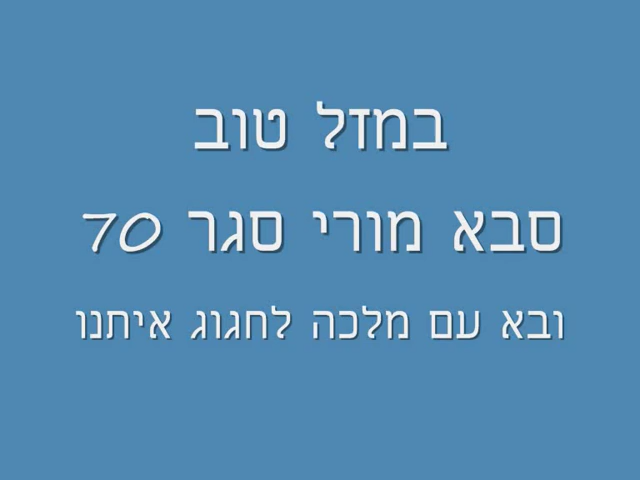 במזל טוב
סבא מורי סגר 70
ובא עם מלכה לחגוג איתנו